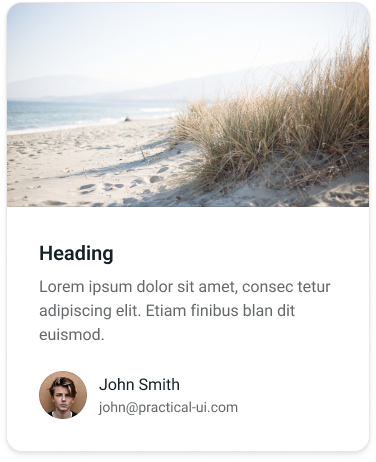 Heading
Lorem ipsum dolor sit amet, consec tetur
adipiscing elit. Etiam finibus blan dit
euismod.
John Smith
john@practical-ui.com